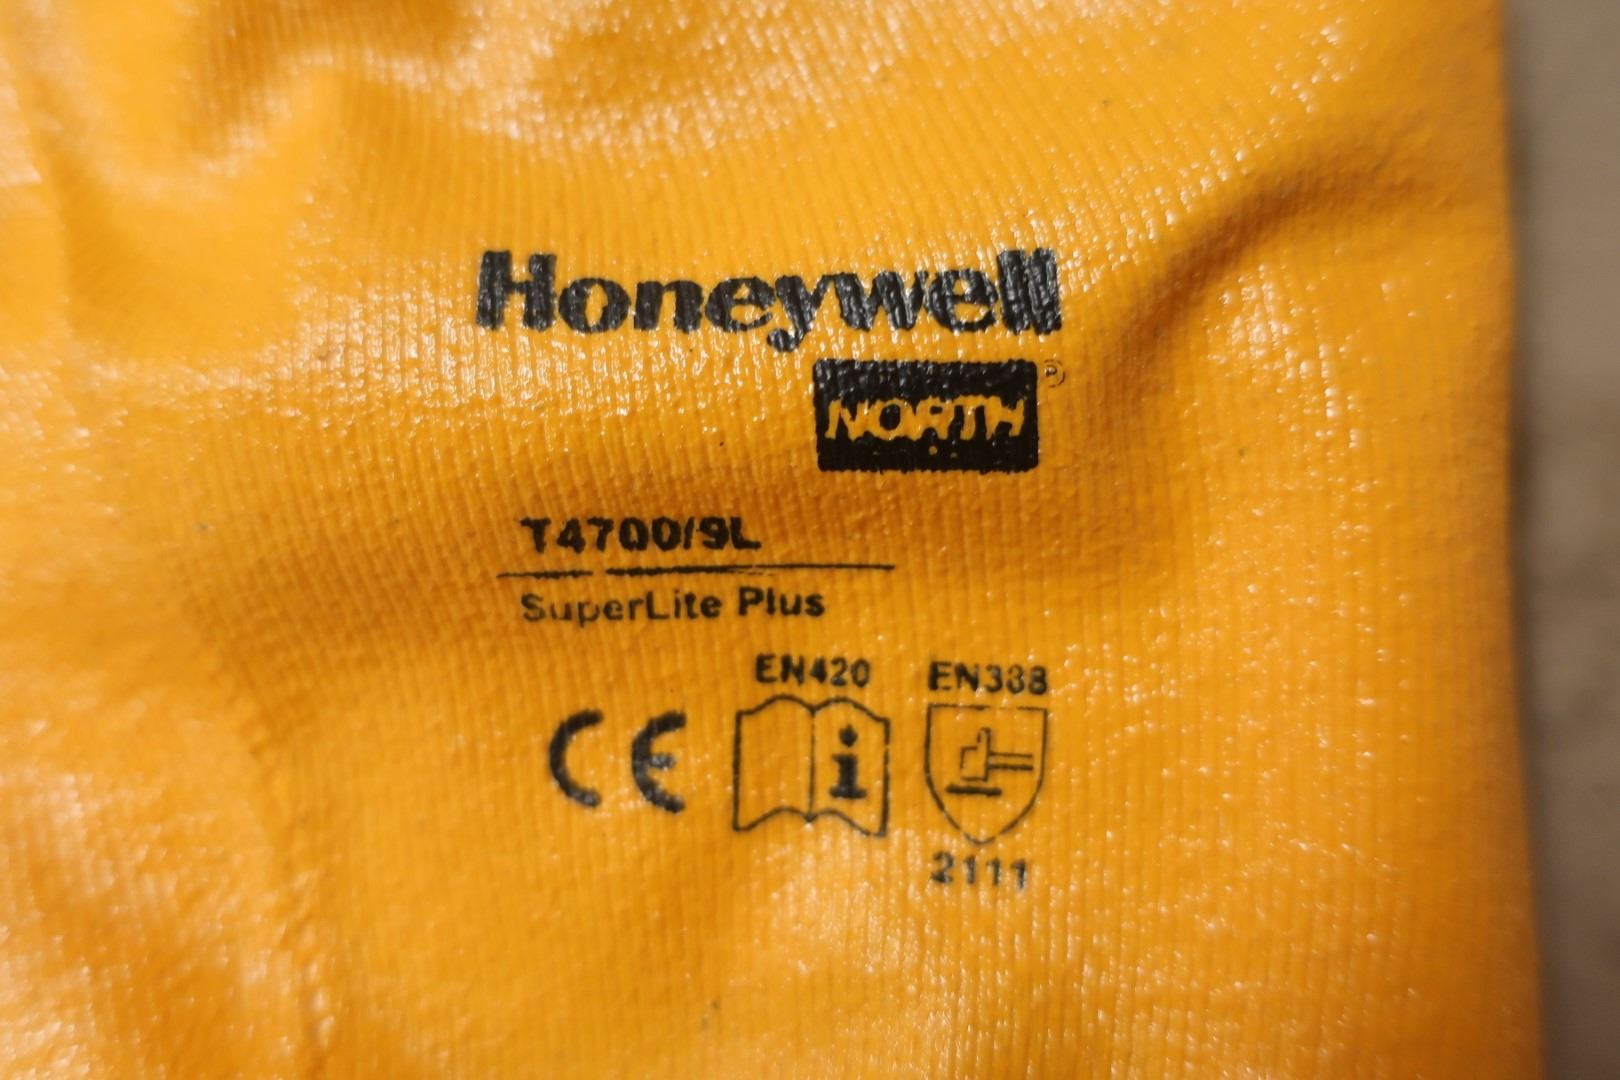 Honeywell
NORTH®
T4700/9L
SuperLite Plus
EN420 EN388
CE i
2111